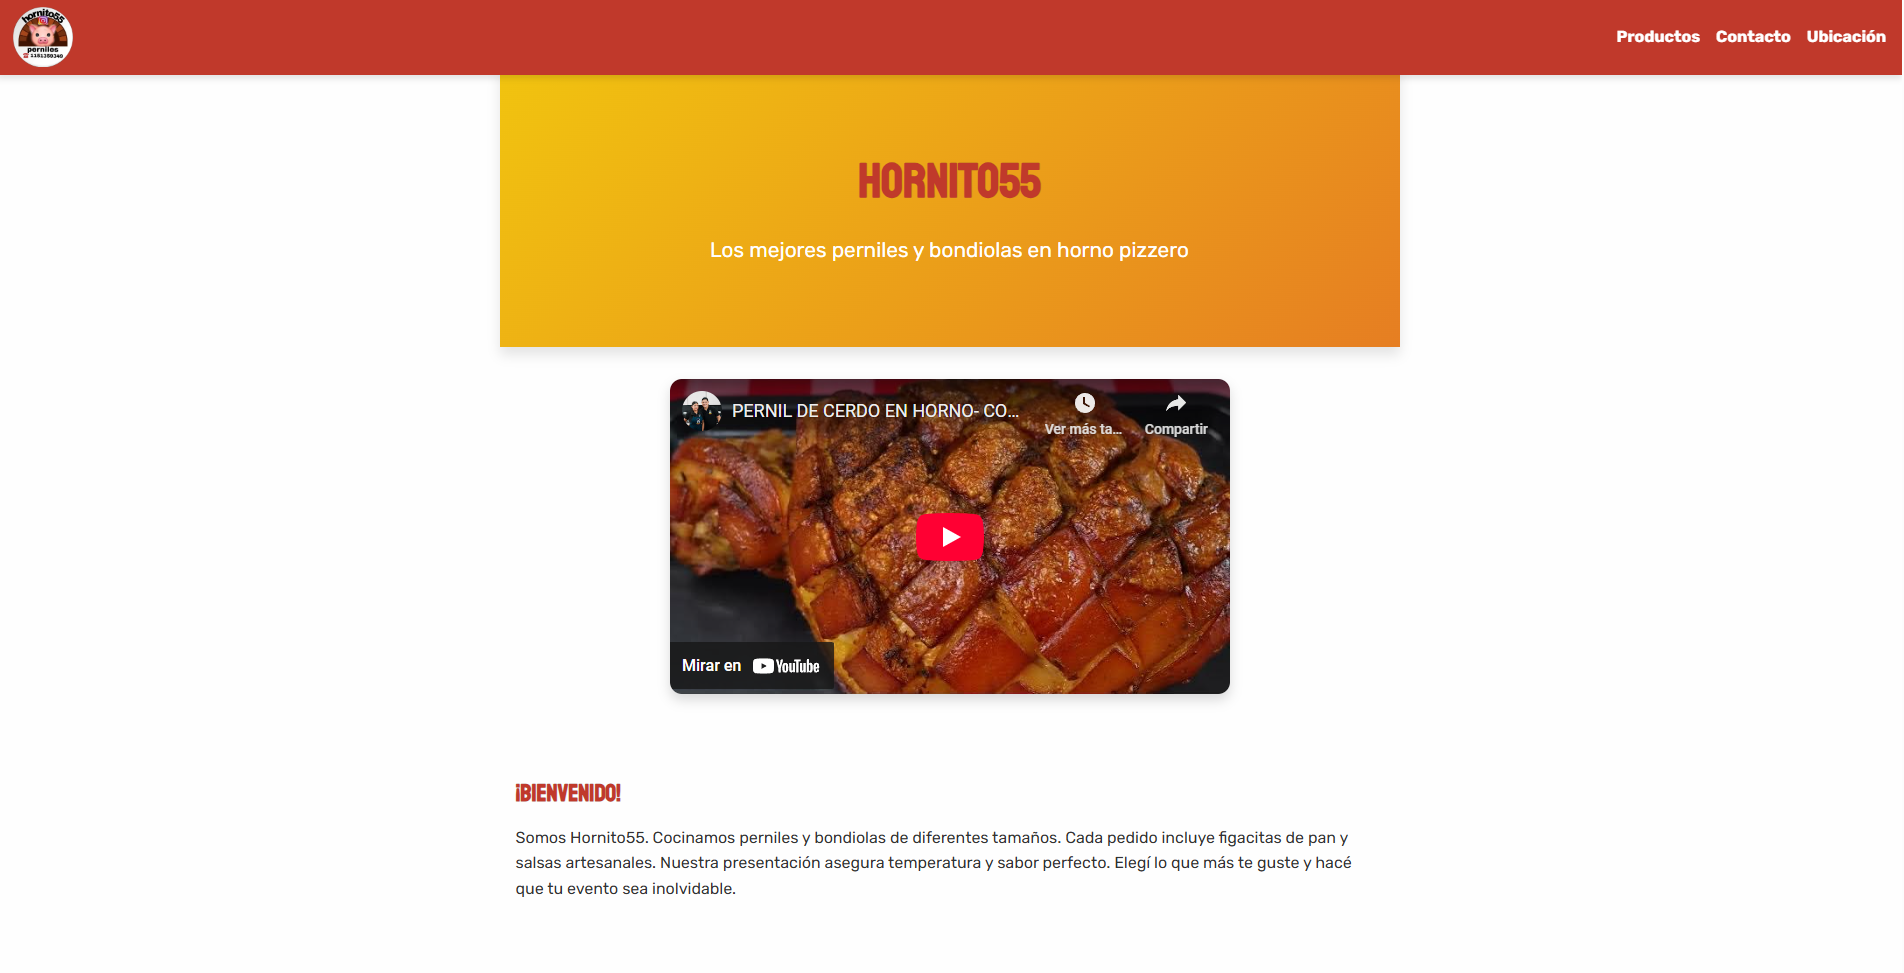 hornito55
perniles
Productos Contacto Ubicación
HORNITO55
Los mejores perniles y bondiolas en horno pizzero
PERNIL DE CERDO EN HORNO- CO...
Ver más ta...
Compartir
Mirar en YouTube
¡BIENVENIDO!
Somos Hornito55. Cocinamos perniles y bondiolas de diferentes tamaños. Cada pedido incluye figacitas de pan y
salsas artesanales. Nuestra presentación asegura temperatura y sabor perfecto. Elegí lo que más te guste y hacé
que tu evento sea inolvidable.